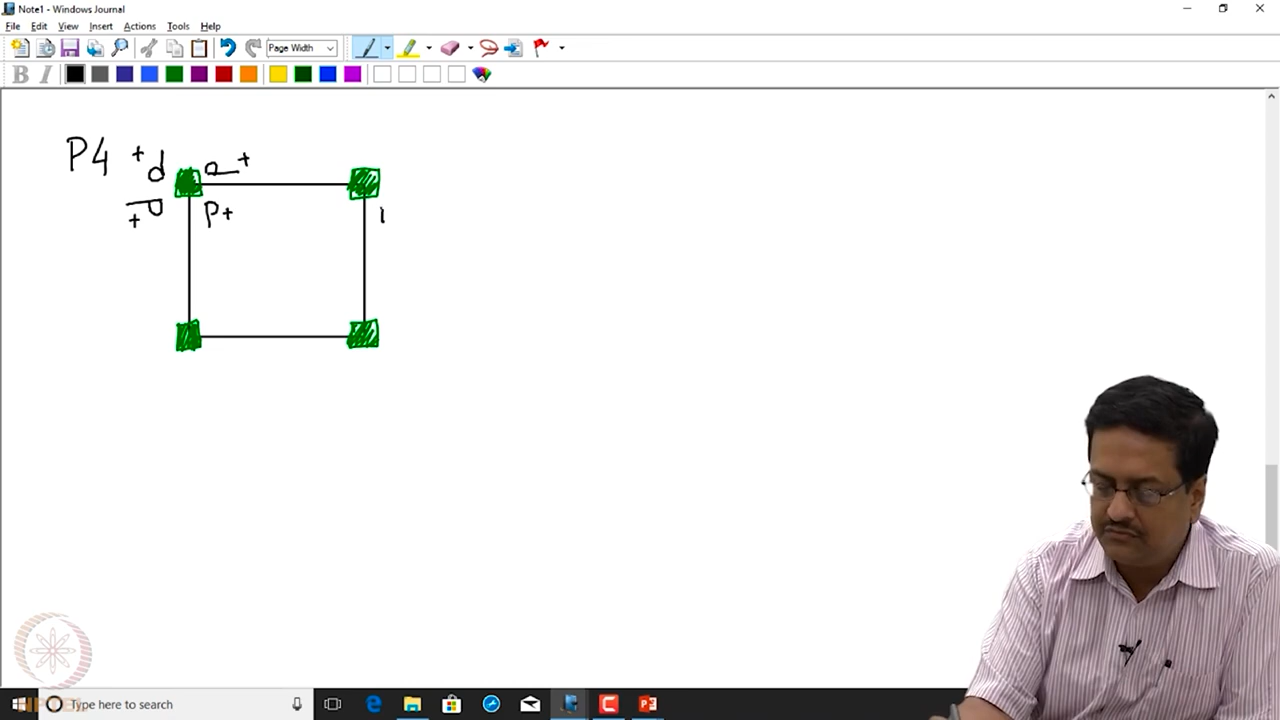 Note1 - Windows Journal
File Edit View Insert Actions Tools Help
Page Width
B I
P4
+
+
P+
+
Type here to search